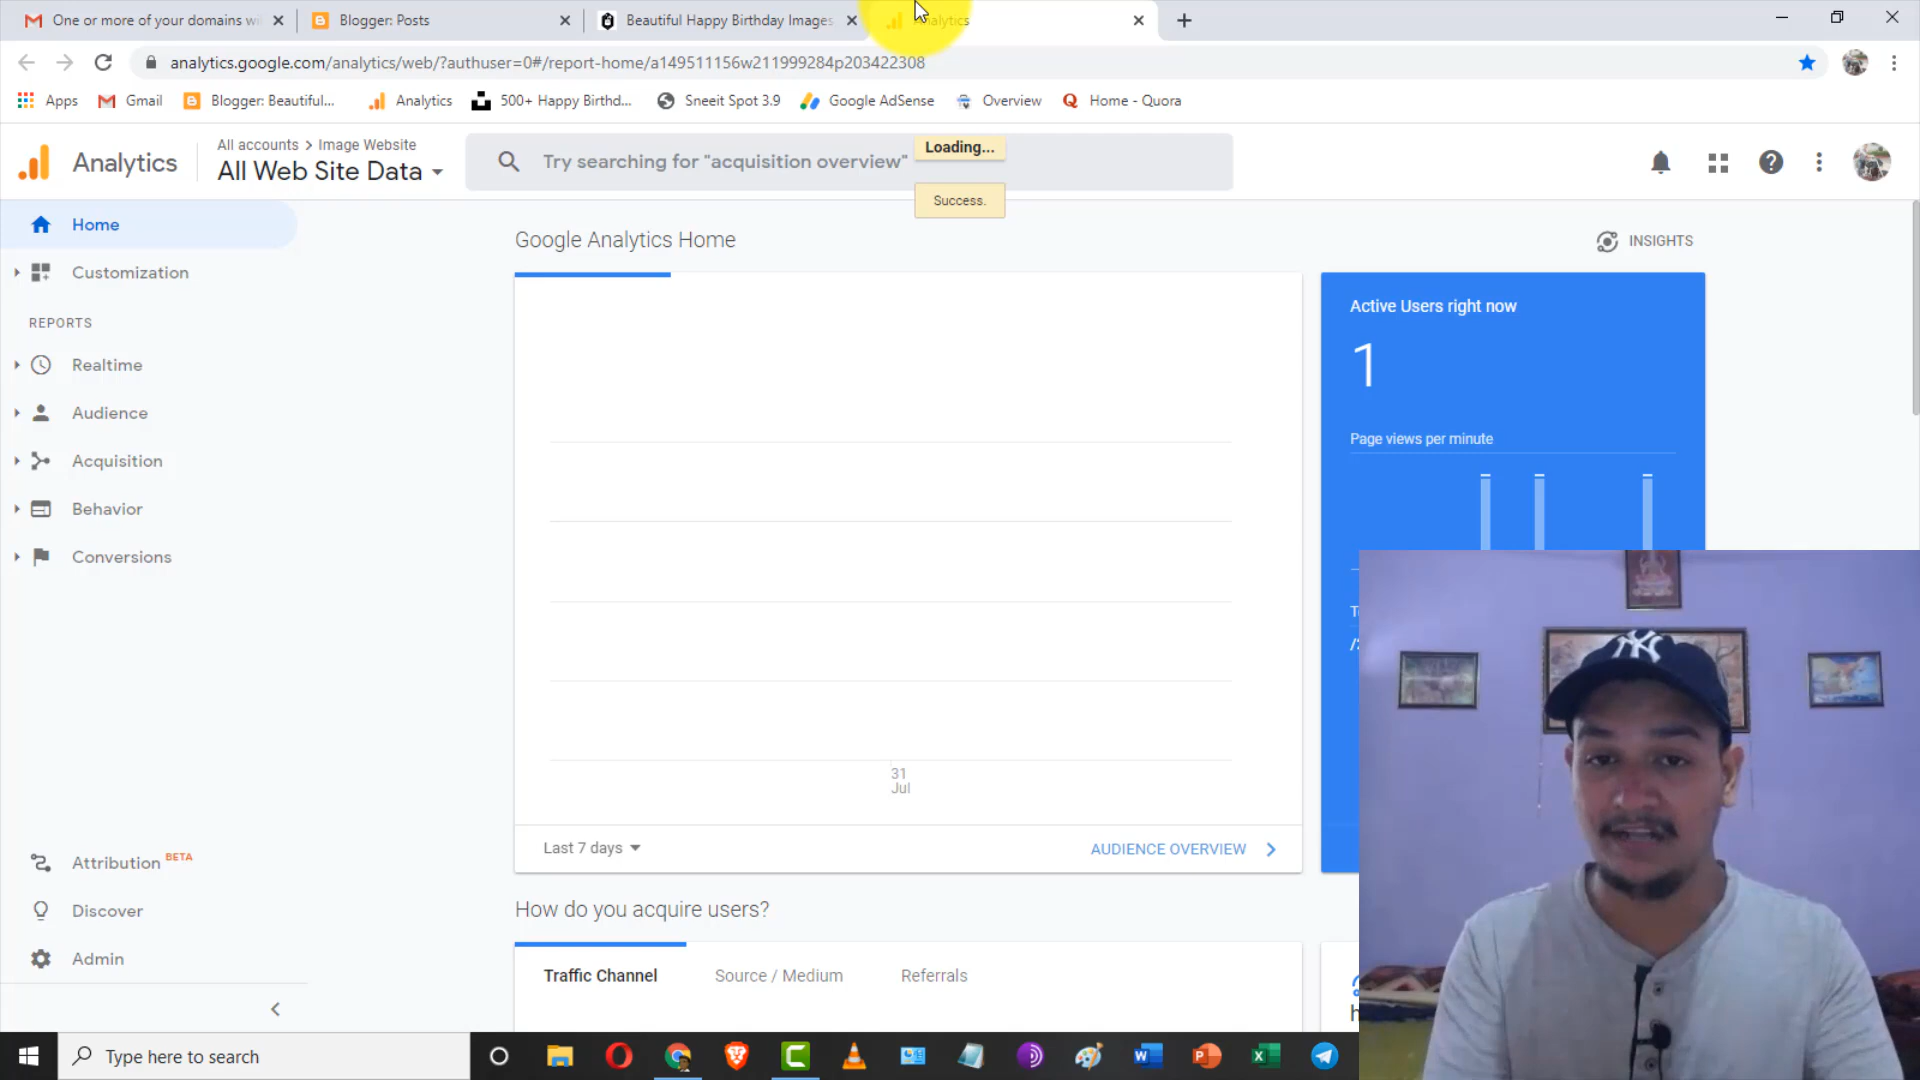 One or more of your domains wi
Blogger: Posts
Beautiful Happy Birthday Images
Analytics
analytics.google.com/analytics/web/?authuser=0#/report-home/a149511156w211999284p203422308
Apps
Gmail
Blogger: Beautiful...
Analytics
500+ Happy Birthd...
Sneeit Spot 3.9
Google AdSense
Overview
Home - Quora
Analytics
All accounts > Image Website
All Web Site Data
Try searching for "acquisition overview"
Loading...
Success.
Home
Customization
REPORTS
Realtime
Audience
Acquisition
Behavior
Conversions
Attribution BETA
Discover
Admin
Google Analytics Home
INSIGHTS
31
Jul
Last 7 days
AUDIENCE OVERVIEW
Active Users right now
1
Page views per minute
How do you acquire users?
Traffic Channel
Source / Medium
Referrals
NY
Type here to search